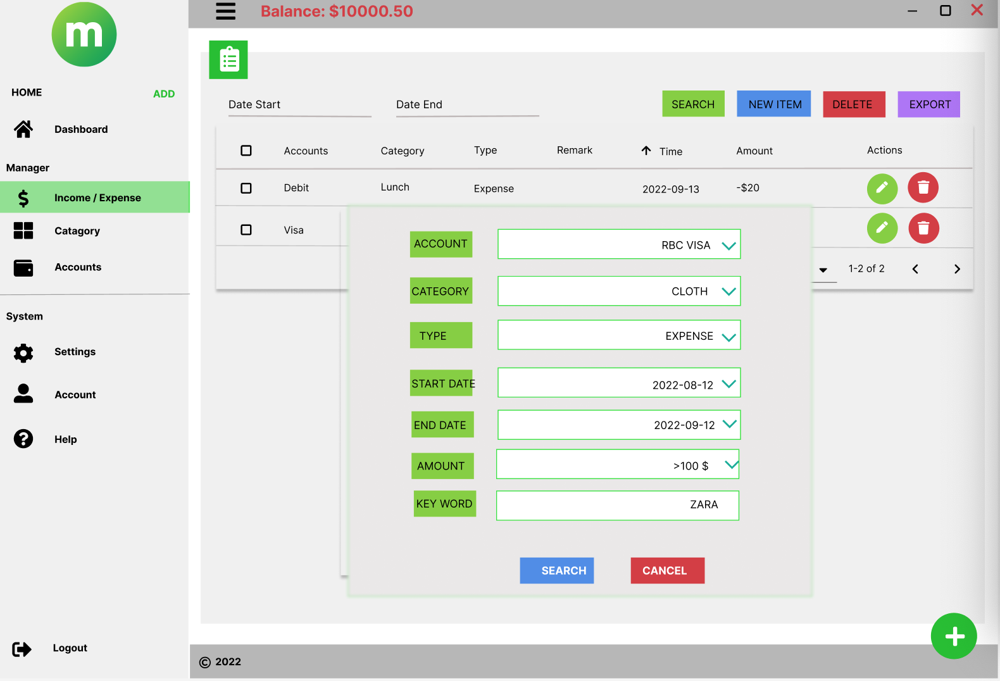 m
Balance: $10000.50
HOME
ADD
Dashboard
Manager
Income / Expense
Catagory
Accounts
System
Settings
Account
Help
Logout
Date Start
Date End
SEARCH
NEW ITEM
DELETE
EXPORT
Accounts Category Type Remark Time Amount Actions
Debit Lunch Expense 2022-09-13 -$20
Visa
1-2 of 2
ACCOUNT RBC VISA
CATEGORY CLOTH
TYPE EXPENSE
START DATE 2022-08-12
END DATE 2022-09-12
AMOUNT >100 $
KEY WORD ZARA
SEARCH
CANCEL
© 2022